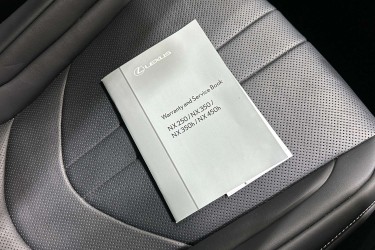 LEXUS
Warranty and Service Book
NX 250 / NX 350 /
NX 350h / NX 450h